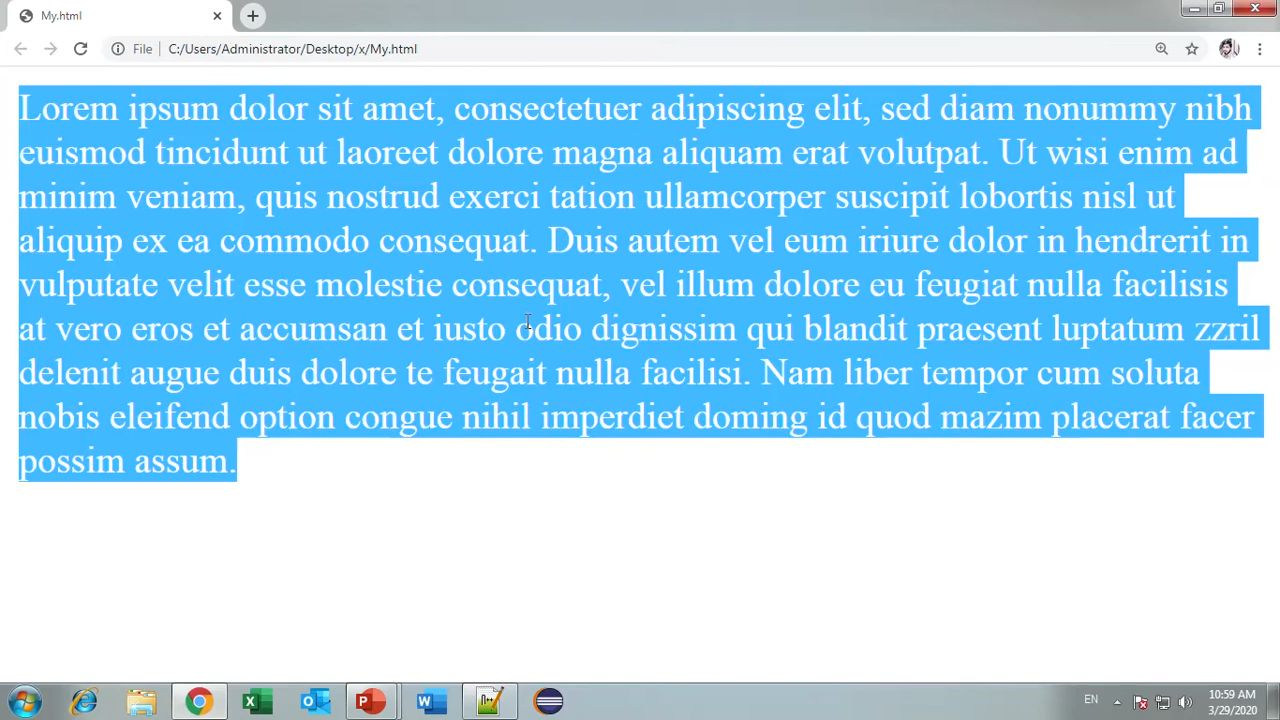 My.html
File
C:/Users/Administrator/Desktop/x/My.html
Lorem ipsum dolor sit amet, consectetuer adipiscing elit, sed diam nonummy nibh
euismod tincidunt ut laoreet dolore magna aliquam erat volutpat. Ut wisi enim ad
minim veniam, quis nostrud exerci tation ullamcorper suscipit lobortis nisl ut
aliquip ex ea commodo consequat. Duis autem vel eum iriure dolor in hendrerit in
vulputate velit esse molestie consequat, vel illum dolore eu feugiat nulla facilisis
at vero eros et accumsan et iusto odio dignissim qui blandit praesent luptatum zzril
delenit augue duis dolore te feugait nulla facilisi. Nam liber tempor cum soluta
nobis eleifend option congue nihil imperdiet doming id quod mazim placerat facer
possim assum.
EN
10:59 AM
3/29/2020